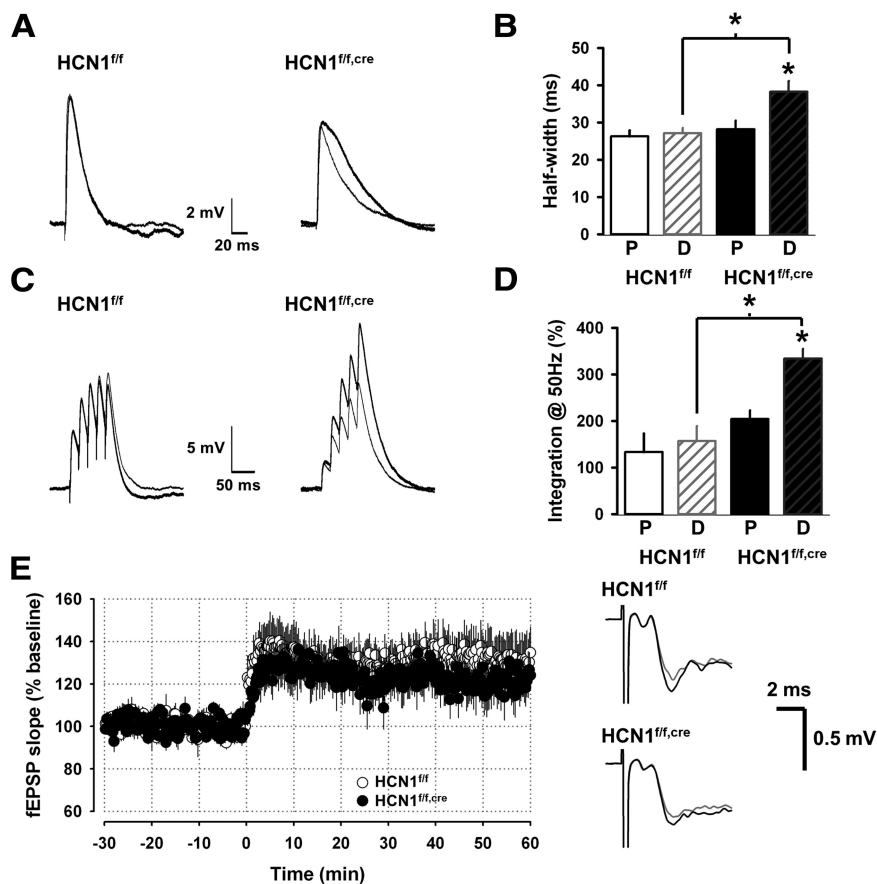 A
HCN1f/f
HCN1f/f,cre
2 mV
20 ms
B
*
*
Half-width (ms)
50
40
30
20
10
0
P D P D
HCN1f/f HCN1f/f,cre
C
HCN1f/f
HCN1f/f,cre
5 mV
50 ms
D
*
*
Integration @ 50Hz (%)
400
300
200
100
0
P D P D
HCN1f/f HCN1f/f,cre
E
fEPSP slope (% baseline)
160
140
120
100
80
60
HCN1f/f
HCN1f/f,cre
-30 -20 -10 0 10 20 30 40 50 60
Time (min)
HCN1f/f
2 ms
0.5 mV
HCN1f/f,cre